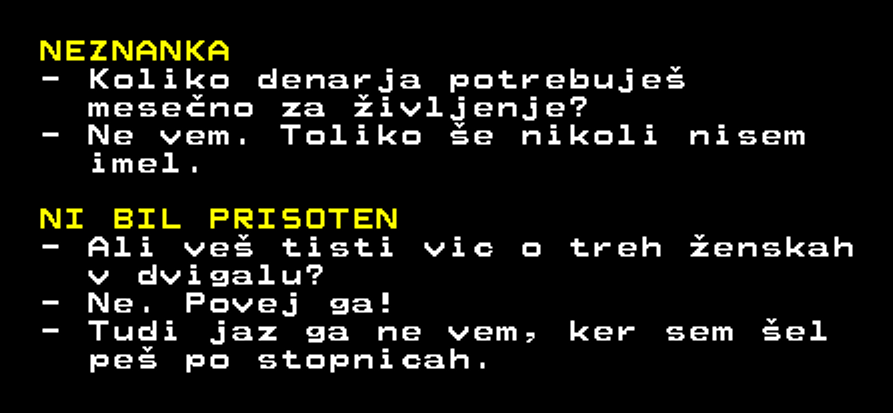 NEZNANKA
- Koliko denarja potrebuješ
mesečno za življenje?
- Ne vem. Toliko še nikoli nisem
imel.
NI BIL PRISOTEN
- Ali veš tisti vic o treh ženskah
v dvigalu?
- Ne. Povej ga!
- Tudi jaz ga ne vem, ker sem šel
peš po stopnicah.